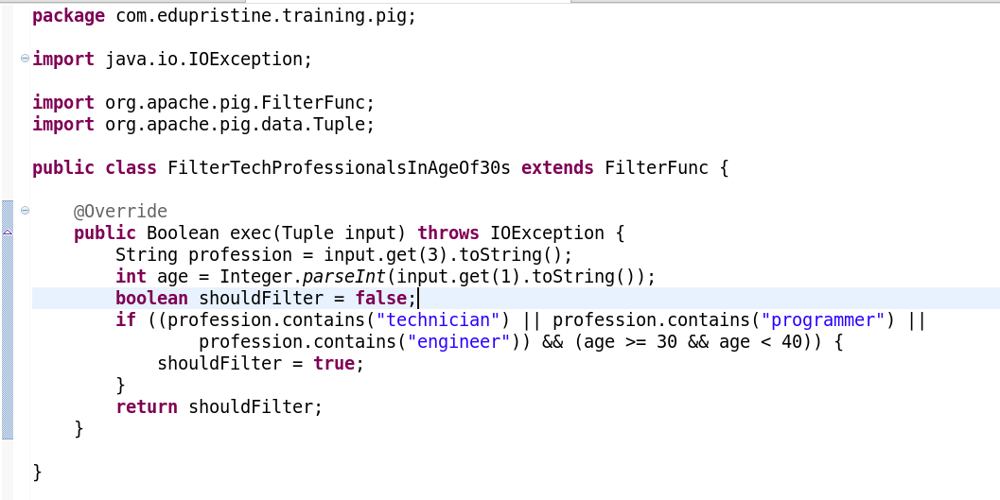 package com.edupristine.training.pig;
import java.io.IOException;
import org.apache.pig.FilterFunc;
import org.apache.pig.data.Tuple;
public class FilterTechProfessionalsInAgeOf30s extends FilterFunc {
@Override
public Boolean exec(Tuple input) throws IOException {
String profession = input.get(3).toString();
int age = Integer.parseInt(input.get(1).toString());
boolean shouldFilter = false;
if ((profession.contains("technician") || profession.contains("programmer") ||
profession.contains("engineer")) && (age >= 30 && age < 40)) {
shouldFilter = true;
}
return shouldFilter;
}
}